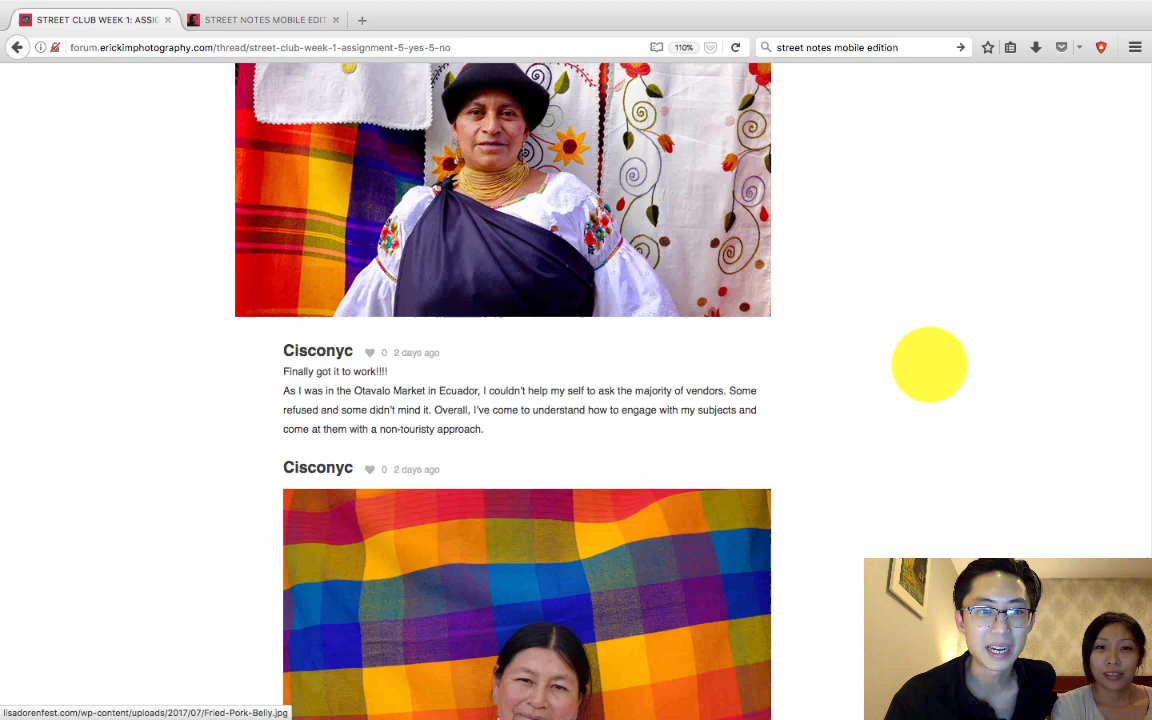 STREET CLUB WEEK 1: ASSIG
STREET NOTES MOBILE EDIT
forum.erickimphotography.com/thread/street-club-week-1-assignment-5-yes-5-no
110%
street notes mobile edition
Cisconyc 0 2 days ago
Finally got it to work!!!!
As I was in the Otavalo Market in Ecuador, I couldn't help my self to ask the majority of vendors. Some
refused and some didn't mind it. Overall, I've come to understand how to engage with my subjects and
come at them with a non-touristy approach.
Cisconyc 0 2 days ago
lisadorenfest.com/wp-content/uploads/2017/07/Fried-Pork-Belly.jpg